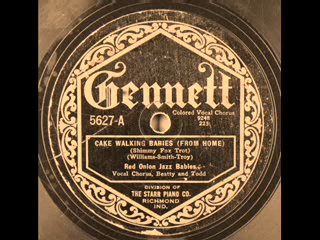 Gennett
Colored Vocal Chorus
5627-A
CAKE WALKING BABIES (FROM HOME)
(Shimmy Fox Trot)
(Williams-Smith-Troy)
Red Onion Jazz Babies
Vocal Chorus, Beatty and Todd
DIVISION OF
THE STARR PIANO CO.
RICHMOND
IND.